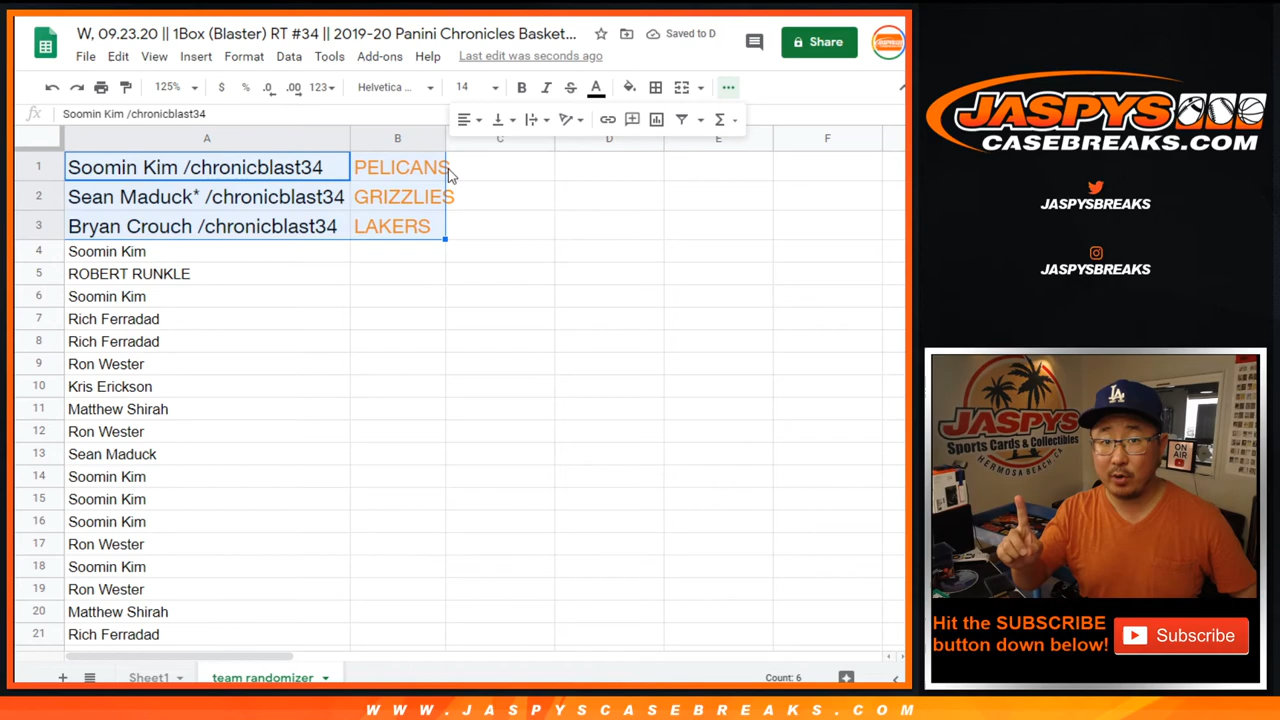 W, 09.23.20 || 1Box (Blaster) RT #34 || 2019-20 Panini Chronicles Basket...
Saved to D
Share
File Edit View Insert Format Data Tools Add-ons Help Last edit was seconds ago
125% $ % .0 .00 123 Helvetica ... 14 B I S A
fx Soomin Kim /chronicblast34
A B C D E F
1 Soomin Kim /chronicblast34 PELICANS
2 Sean Maduck* /chronicblast34 GRIZZLIES
3 Bryan Crouch /chronicblast34 LAKERS
4 Soomin Kim
5 ROBERT RUNKLE
6 Soomin Kim
7 Rich Ferradad
8 Rich Ferradad
9 Ron Wester
10 Kris Erickson
11 Matthew Shirah
12 Ron Wester
13 Sean Maduck
14 Soomin Kim
15 Soomin Kim
16 Soomin Kim
17 Ron Wester
18 Soomin Kim
19 Ron Wester
20 Matthew Shirah
21 Rich Ferradad
Sheet1 team randomizer Count: 6
JASPYS
CASEBREAKS.COM
JASPYSBREAKS
JASPYSBREAKS
JASPYS
Sports Cards & Collectibles
HERMOSA BEACH, CA
ON AIR
LA
Hit the SUBSCRIBE
button down below!
Subscribe
WWW.JASPYSCASEBREAKS.COM